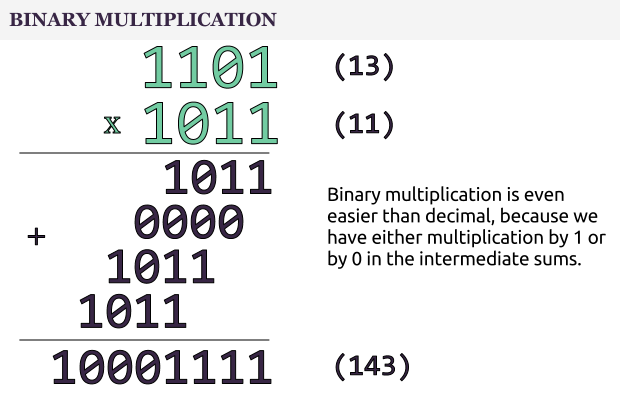 BINARY MULTIPLICATION
1101 (13)
x 1011 (11)
1011
0000
+
1011
1011
Binary multiplication is even
easier than decimal, because we
have either multiplication by 1 or
by 0 in the intermediate sums.
10001111 (143)